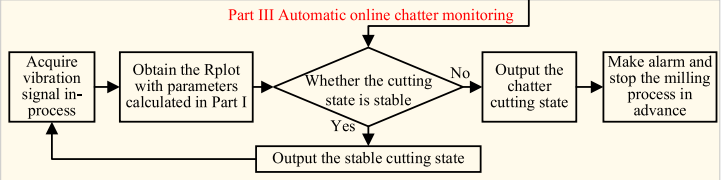 Part III Automatic online chatter monitoring
Acquire
vibration
signal in-
process
Obtain the Rplot
with parameters
calculated in Part I
Whether the cutting
state is stable
No
Yes
Output the
chatter
cutting state
Make alarm and
stop the milling
process in
advance
Output the stable cutting state